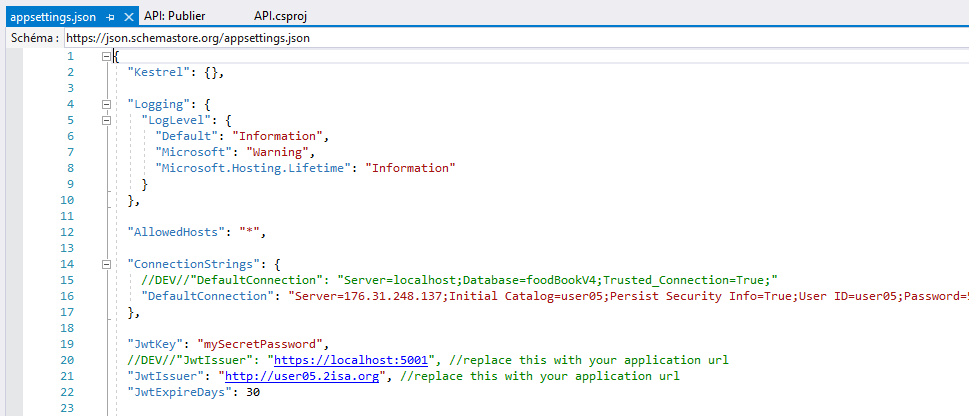 appsettings.json API: Publier API.csproj
Schéma : https://json.schemastore.org/appsettings.json
1 {
2 "Kestrel": {},
3
4 "Logging": {
5 "LogLevel": {
6 "Default": "Information",
7 "Microsoft": "Warning",
8 "Microsoft.Hosting.Lifetime": "Information"
9 }
10 },
11
12 "AllowedHosts": "*",
13
14 "ConnectionStrings": {
15 //DEV//"DefaultConnection": "Server=localhost;Database=foodBookV4;Trusted_Connection=True;"
16 "DefaultConnection": "Server=176.31.248.137;Initial Catalog=user05;Persist Security Info=True;User ID=user05;Password=
17 },
18
19 "JwtKey": "mySecretPassword",
20 //DEV//"JwtIssuer": "https://localhost:5001", //replace this with your application url
21 "JwtIssuer": "http://user05.2isa.org", //replace this with your application url
22 "JwtExpireDays": 30
23